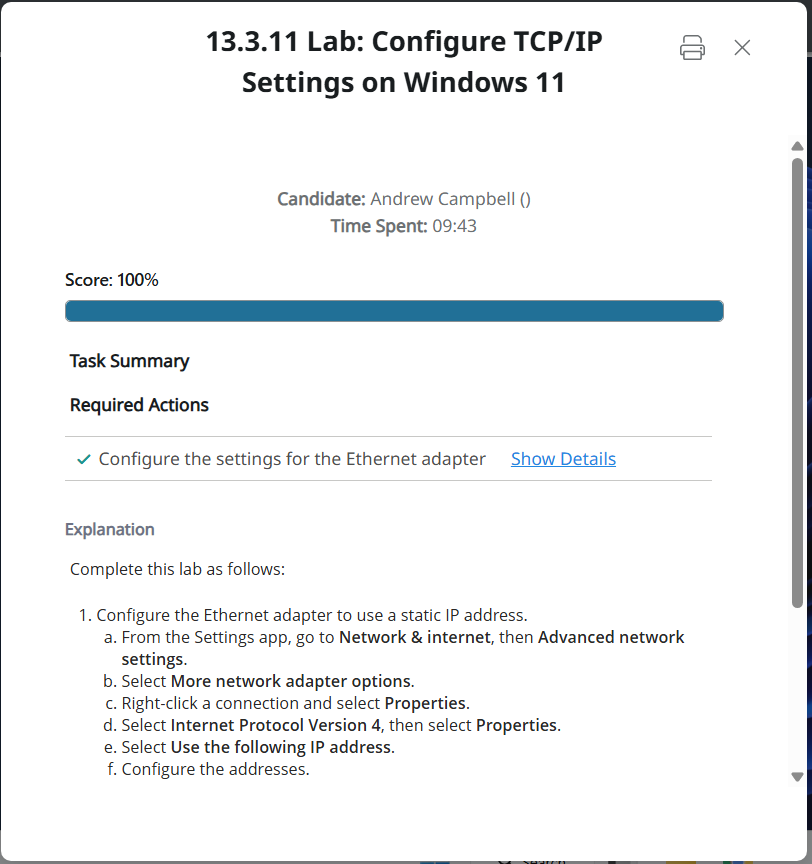 13.3.11 Lab: Configure TCP/IP
Settings on Windows 11
Candidate: Andrew Campbell ()
Time Spent: 09:43
Score: 100%
Task Summary
Required Actions
Configure the settings for the Ethernet adapter Show Details
Explanation
Complete this lab as follows:
1. Configure the Ethernet adapter to use a static IP address.
a. From the Settings app, go to Network & internet, then Advanced network
settings.
b. Select More network adapter options.
c. Right-click a connection and select Properties.
d. Select Internet Protocol Version 4, then select Properties.
e. Select Use the following IP address.
f. Configure the addresses.
Search